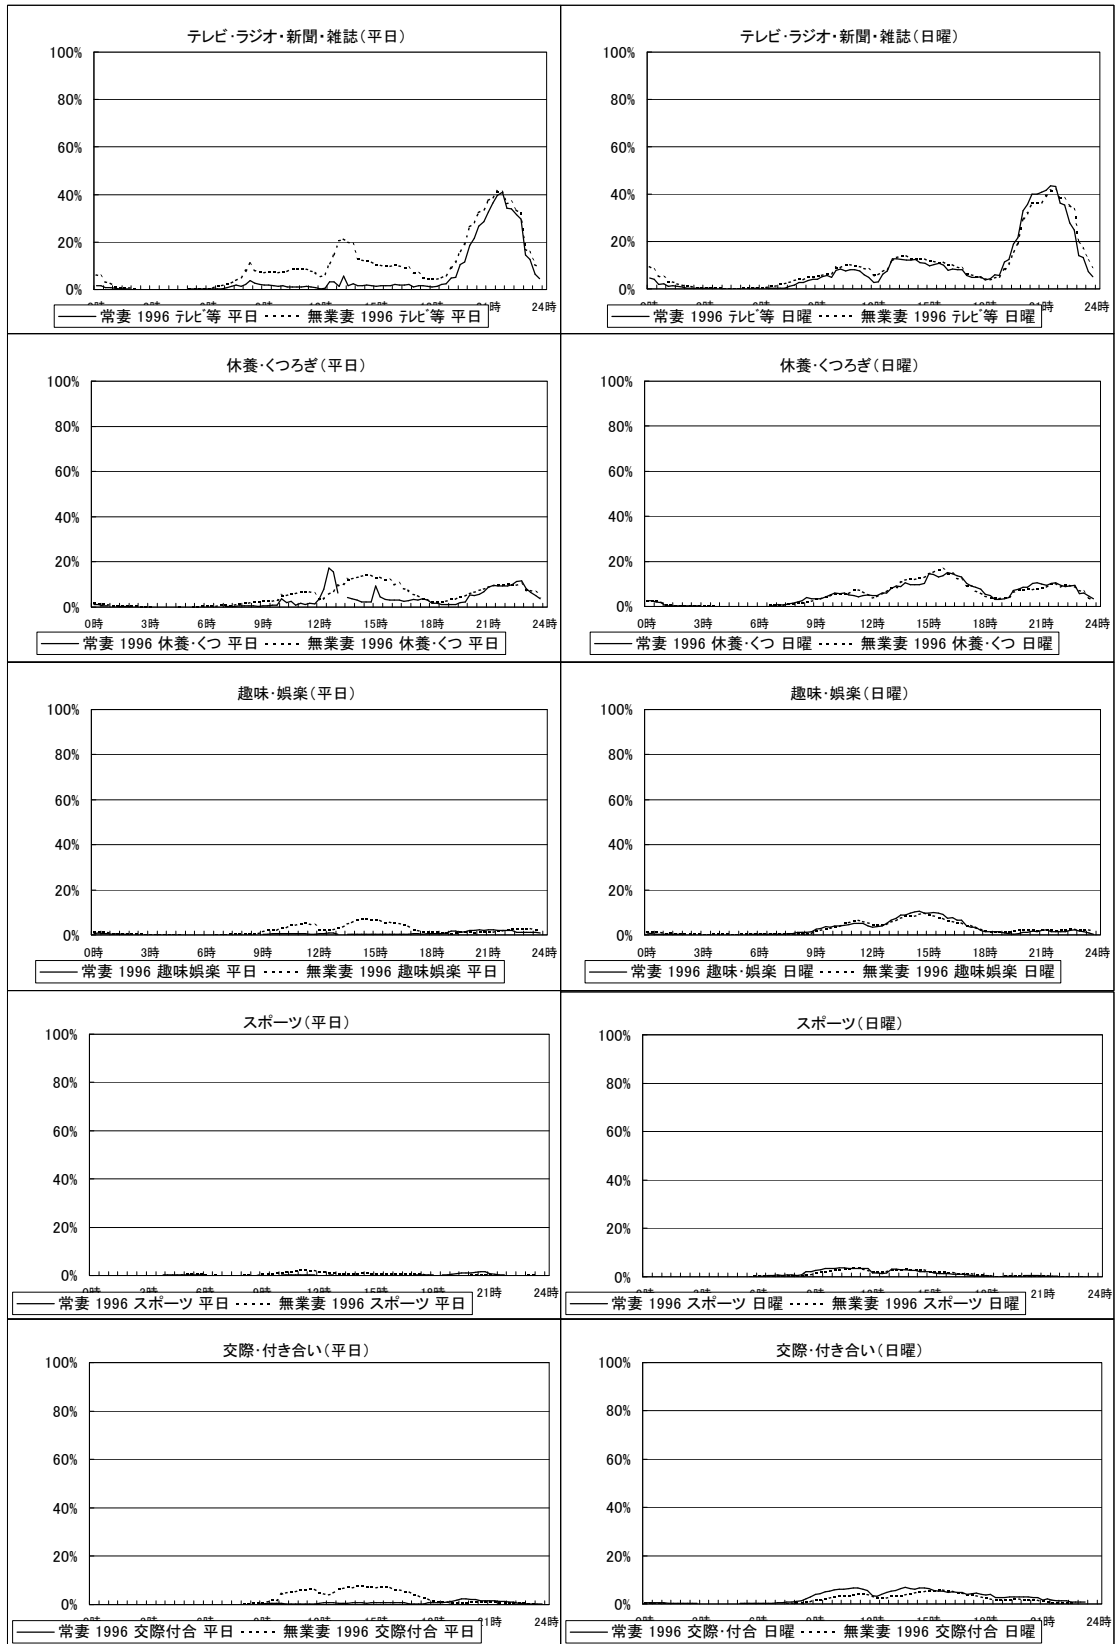 テレビ・ラジオ・新聞・雑誌(平日)
100%
80%
60%
40%
20%
0%
21時 24時
常妻 1996 テレビ等 平日 無業妻 1996 テレビ等 平日
テレビ・ラジオ・新聞・雑誌(日曜)
100%
80%
60%
40%
20%
0%
21時 24時
常妻 1996 テレビ等 日曜 無業妻 1996 テレビ等 日曜
休養・くつろぎ(平日)
100%
80%
60%
40%
20%
0%
0時 3時 6時 9時 12時 15時 18時 21時 24時
常妻 1996 休養・くつ 平日 無業妻 1996 休養・くつ 平日
休養・くつろぎ(日曜)
100%
80%
60%
40%
20%
0%
0時 3時 6時 9時 12時 15時 18時 21時 24時
常妻 1996 休養・くつ 日曜 無業妻 1996 休養・くつ 日曜
趣味・娯楽(平日)
100%
80%
60%
40%
20%
0%
0時 3時 6時 9時 12時 15時 18時 21時 24時
常妻 1996 趣味娯楽 平日 無業妻 1996 趣味娯楽 平日
趣味・娯楽(日曜)
100%
80%
60%
40%
20%
0%
0時 3時 6時 9時 12時 15時 18時 21時 24時
常妻 1996 趣味・娯楽 日曜 無業妻 1996 趣味娯楽 日曜
スポーツ(平日)
100%
80%
60%
40%
20%
0%
21時 24時
常妻 1996 スポーツ 平日 無業妻 1996 スポーツ 平日
スポーツ(日曜)
100%
80%
60%
40%
20%
0%
21時 24時
常妻 1996 スポーツ 日曜 無業妻 1996 スポーツ 日曜
交際・付き合い(平日)
100%
80%
60%
40%
20%
0%
21時 24時
常妻 1996 交際付合 平日 無業妻 1996 交際付合 平日
交際・付き合い(日曜)
100%
80%
60%
40%
20%
0%
21時 24時
常妻 1996 交際・付合 日曜 無業妻 1996 交際付合 日曜